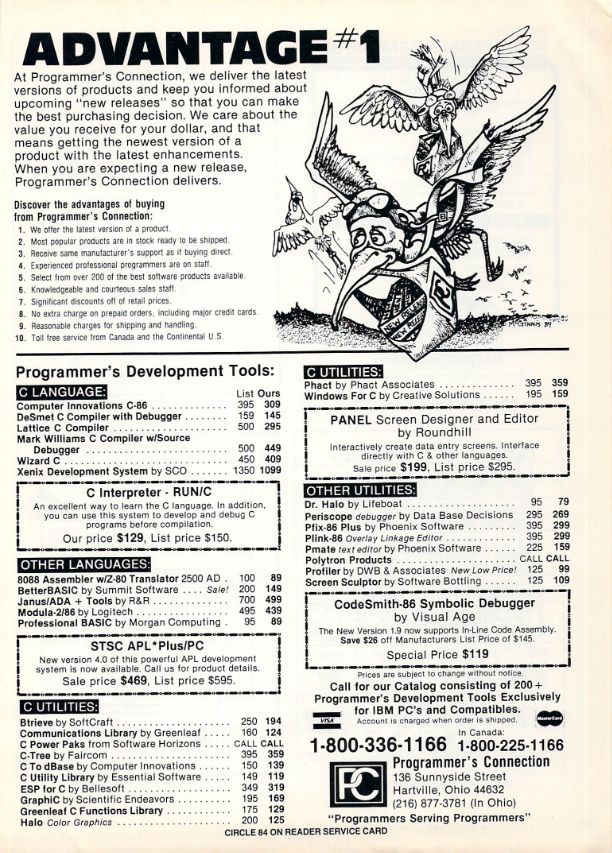 ADVANTAGE #1
At Programmer's Connection, we deliver the latest
versions of products and keep you informed about
upcoming "new releases" so that you can make
the best purchasing decision. We care about the
value you receive for your dollar, and that
means getting the newest version of a
product with the latest enhancements.
When you are expecting a new release,
Programmer's Connection delivers.
Discover the advantages of buying
from Programmer's Connection:
1. We offer the latest version of a product.
2. Most popular products are in stock ready to be shipped.
3. Receive same manufacturer's support as if buying direct.
4. Experienced professional programmers are on staff.
5. Select from over 200 of the best software products available.
6. Knowledgeable and courteous sales staff.
7. Significant discounts off of retail prices.
8. No extra charge on prepaid orders, including major credit cards.
9. Reasonable charges for shipping and handling.
10. Toll free service from Canada and the Continental U.S.
NEW RELEASE
PC
Programmer's Development Tools:
C LANGUAGE:
List Ours
Computer Innovations C-86 .............. 395 309
DeSmet C Compiler with Debugger ....... 159 145
Lattice C Compiler ..................... 500 295
Mark Williams C Compiler w/Source
Debugger .......................... 500 449
Wizard C .............................. 450 409
Xenix Development System by SCO ...... 1350 1099
C Interpreter - RUN/C
An excellent way to learn the C language. In addition,
you can use this system to develop and debug C
programs before compilation.
Our price $129, List price $150.
OTHER LANGUAGES:
8088 Assembler w/Z-80 Translator 2500 AD . 100 89
BetterBASIC by Summit Software .... Sale! 200 149
Janus/ADA + Tools by R&R ............. 700 499
Modula-2/86 by Logitech ................ 495 439
Professional BASIC by Morgan Computing . 95 89
STSC APL*Plus/PC
New version 4.0 of this powerful APL development
system is now available. Call us for product details.
Sale price $469, List price $595.
C UTILITIES:
Btrieve by SoftCraft .................... 250 194
Communications Library by Greenleaf .... 160 124
C Power Paks from Software Horizons .... CALL CALL
C-Tree by Faircom ...................... 395 359
C To dBase by Computer Innovations ..... 150 139
C Utility Library by Essential Software .... 149 119
ESP for C by Bellesoft .................. 349 319
GraphiC by Scientific Endeavors ......... 195 169
Greenleaf C Functions Library ........... 175 129
Halo Color Graphics .................... 200 125
C UTILITIES:
Phact by Phact Associates .............. 395 359
Windows For C by Creative Solutions ..... 195 159
PANEL Screen Designer and Editor
by Roundhill
Interactively create data entry screens. Interface
directly with C & other languages.
Sale price $199, List price $295.
OTHER UTILITIES:
Dr. Halo by Lifeboat .................... 95 79
Periscope debugger by Data Base Decisions 295 269
Pfix-86 Plus by Phoenix Software ........ 395 299
Plink-86 Overlay Linkage Editor ........... 395 299
Pmate text editor by Phoenix Software ..... 225 159
Polytron Products ...................... CALL CALL
Profiler by DWB & Associates New Low Price! 125 99
Screen Sculptor by Software Bottling ..... 125 109
CodeSmith-86 Symbolic Debugger
by Visual Age
The New Version 1.9 now supports In-Line Code Assembly.
Save $26 off Manufacturers List Price of $145.
Special Price $119
Prices are subject to change without notice.
Call for our Catalog consisting of 200 +
Programmer's Development Tools Exclusively
for IBM PC's and Compatibles.
VISA
Account is charged when order is shipped.
MasterCard
In Canada:
1-800-336-1166 1-800-225-1166
PC
Programmer's Connection
136 Sunnyside Street
Hartville, Ohio 44632
(216) 877-3781 (In Ohio)
"Programmers Serving Programmers"
CIRCLE 84 ON READER SERVICE CARD